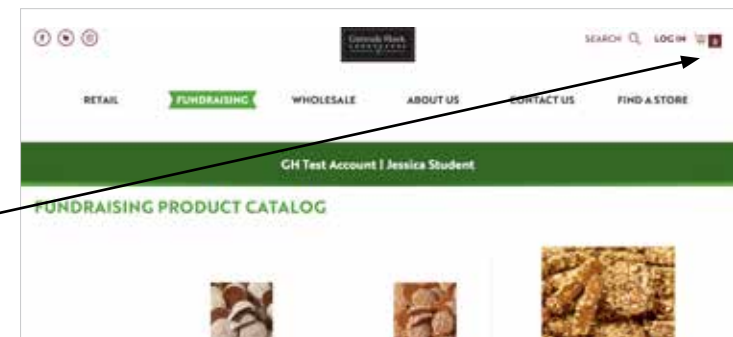 SEARCH LOG IN
RETAIL FUNDRAISING WHOLESALE ABOUT US CONTACT US FIND A STORE
GH Test Account | Jessica Student
FUNDRAISING PRODUCT CATALOG